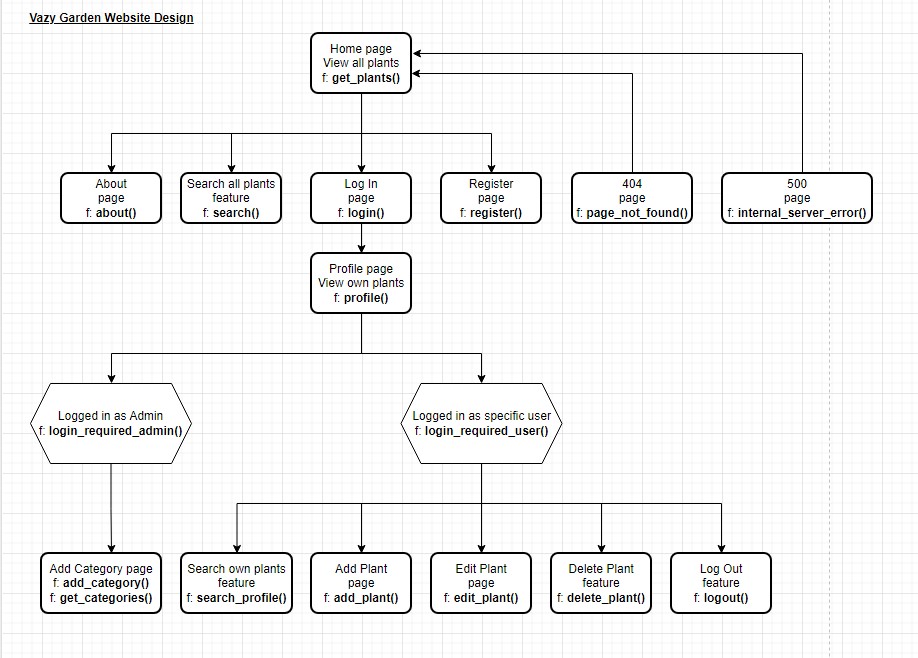 Vazy Garden Website Design
Home page
View all plants
f: get_plants()
About
page
f: about()
Search all plants
feature
f: search()
Log In
page
f: login()
Register
page
f: register()
404
page
f: page_not_found()
500
page
f: internal_server_error()
Profile page
View own plants
f: profile()
Logged in as Admin
f: login_required_admin()
Logged in as specific user
f: login_required_user()
Add Category page
f: add_category()
f: get_categories()
Search own plants
feature
f: search_profile()
Add Plant
page
f: add_plant()
Edit Plant
page
f: edit_plant()
Delete Plant
feature
f: delete_plant()
Log Out
feature
f: logout()